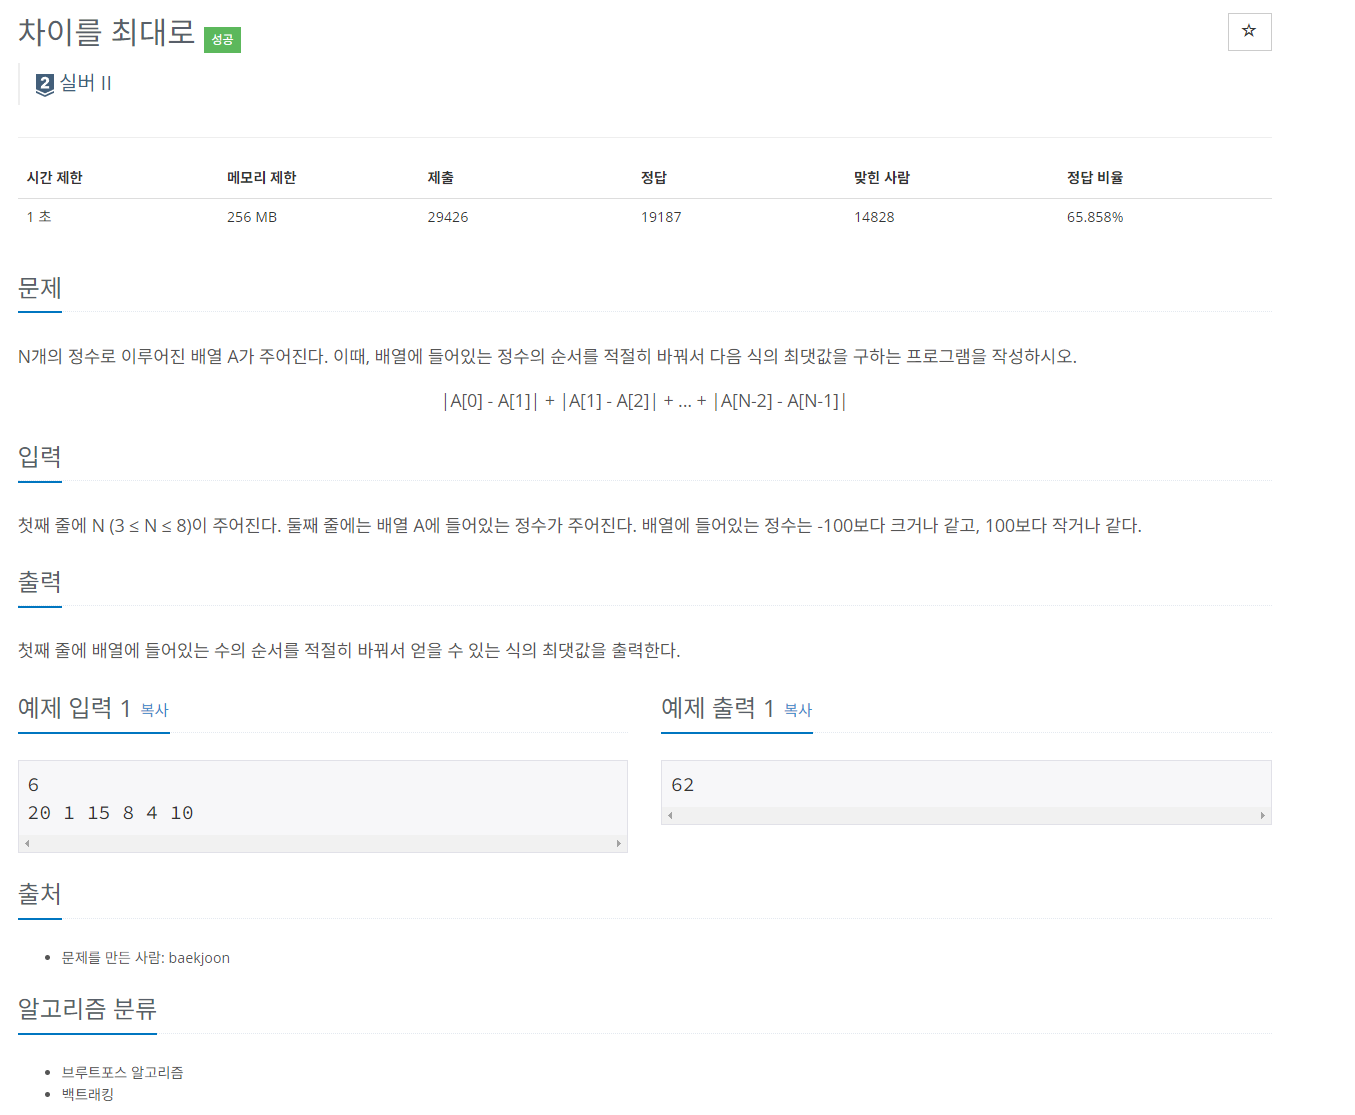 차이를 최대로 성공
☆
2 실버 II
시간 제한 메모리 제한 제출 정답 맞힌 사람 정답 비율
1 초 256 MB 29426 19187 14828 65.858%
문제
N개의 정수로 이루어진 배열 A가 주어진다. 이때, 배열에 들어있는 정수의 순서를 적절히 바꿔서 다음 식의 최댓값을 구하는 프로그램을 작성하시오.
|A[0] - A[1]| + |A[1] - A[2]| + ... + |A[N-2] - A[N-1]|
입력
첫째 줄에 N (3 ≤ N ≤ 8)이 주어진다. 둘째 줄에는 배열 A에 들어있는 정수가 주어진다. 배열에 들어있는 정수는 -100보다 크거나 같고, 100보다 작거나 같다.
출력
첫째 줄에 배열에 들어있는 수의 순서를 적절히 바꿔서 얻을 수 있는 식의 최댓값을 출력한다.
예제 입력 1 복사
6
20 1 15 8 4 10
예제 출력 1 복사
62
출처
• 문제를 만든 사람: baekjoon
알고리즘 분류
• 브루트포스 알고리즘
• 백트래킹